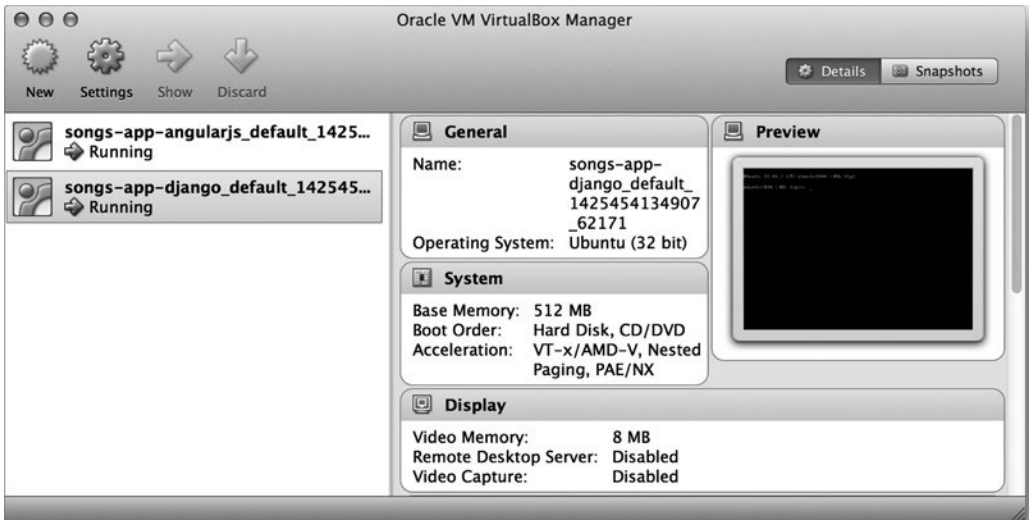 Oracle VM VirtualBox Manager
New
Settings
Show
Discard
Details
Snapshots
songs-app-angularjs_default_1425...
Running
songs-app-django_default_142545...
Running
General
Name: songs-app-
django_default_
1425454134907
_62171
Operating System: Ubuntu (32 bit)
Preview
System
Base Memory: 512 MB
Boot Order: Hard Disk, CD/DVD
Acceleration: VT-x/AMD-V, Nested
Paging, PAE/NX
Display
Video Memory: 8 MB
Remote Desktop Server: Disabled
Video Capture: Disabled